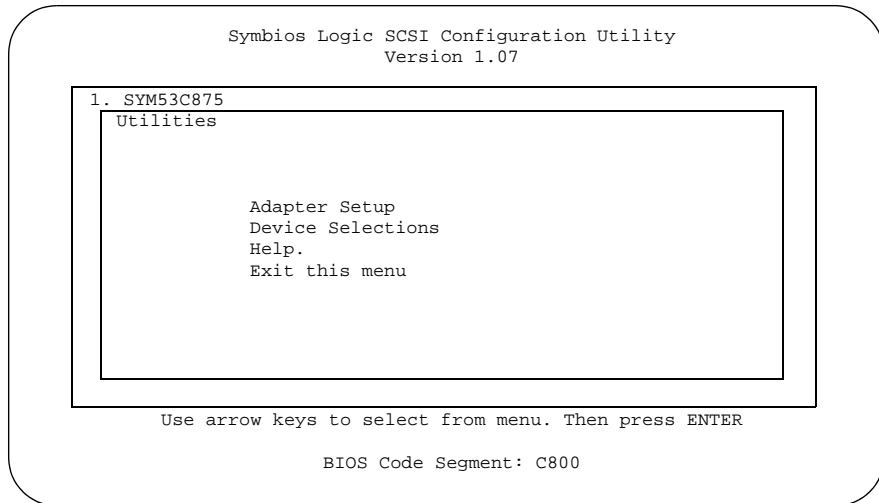 Symbios Logic SCSI Configuration Utility
Version 1.07
1. SYM53C875
Utilities
Adapter Setup
Device Selections
Help.
Exit this menu
Use arrow keys to select from menu. Then press ENTER
BIOS Code Segment: C800